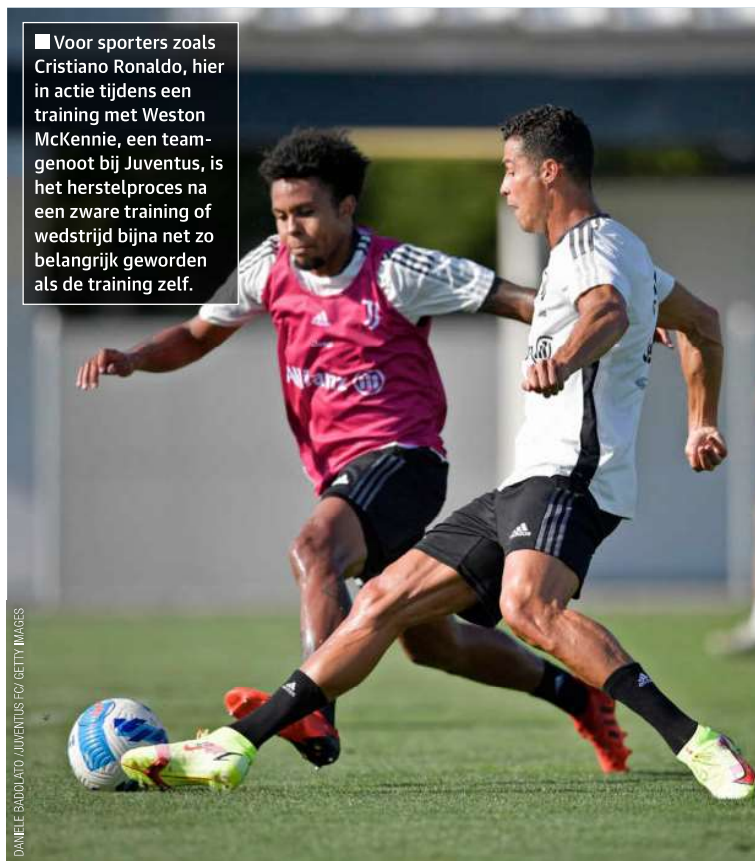 Voor sporters zoals
Cristiano Ronaldo, hier
in actie tijdens een
training met Weston
McKennie, een team-
genoot bij Juventus, is
het herstelproces na
een zware training of
wedstrijd bijna net zo
belangrijk geworden
als de training zelf.
adidas
DANIELE BADOLATO /JUVENTUS FC/ GETTY IMAGES